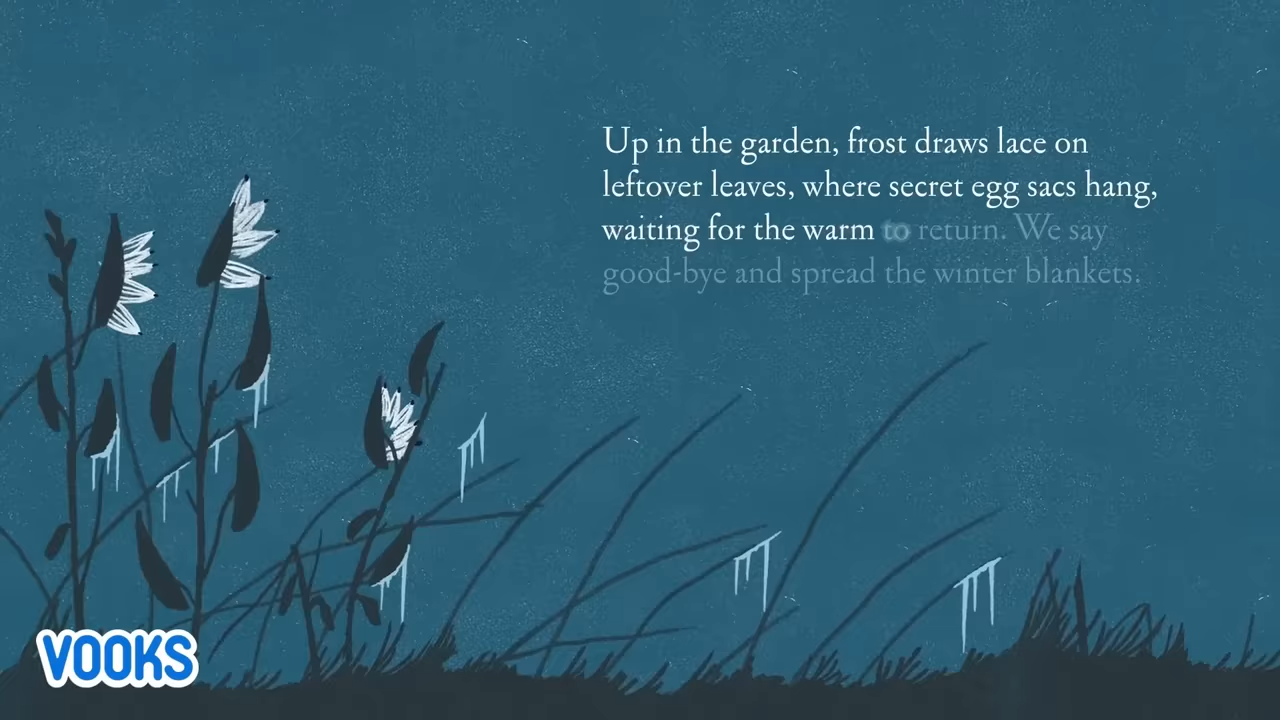 Up in the garden, frost draws lace on
leftover leaves, where secret egg sacs hang,
waiting for the warm to return. We say
good-bye and spread the winter blankets.
VOOKS